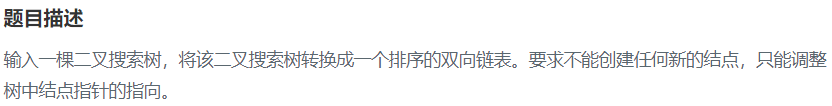 题目描述
输入一棵二叉搜索树，将该二叉搜索树转换成一个排序的双向链表。要求不能创建任何新的结点，只能调整
树中结点指针的指向。